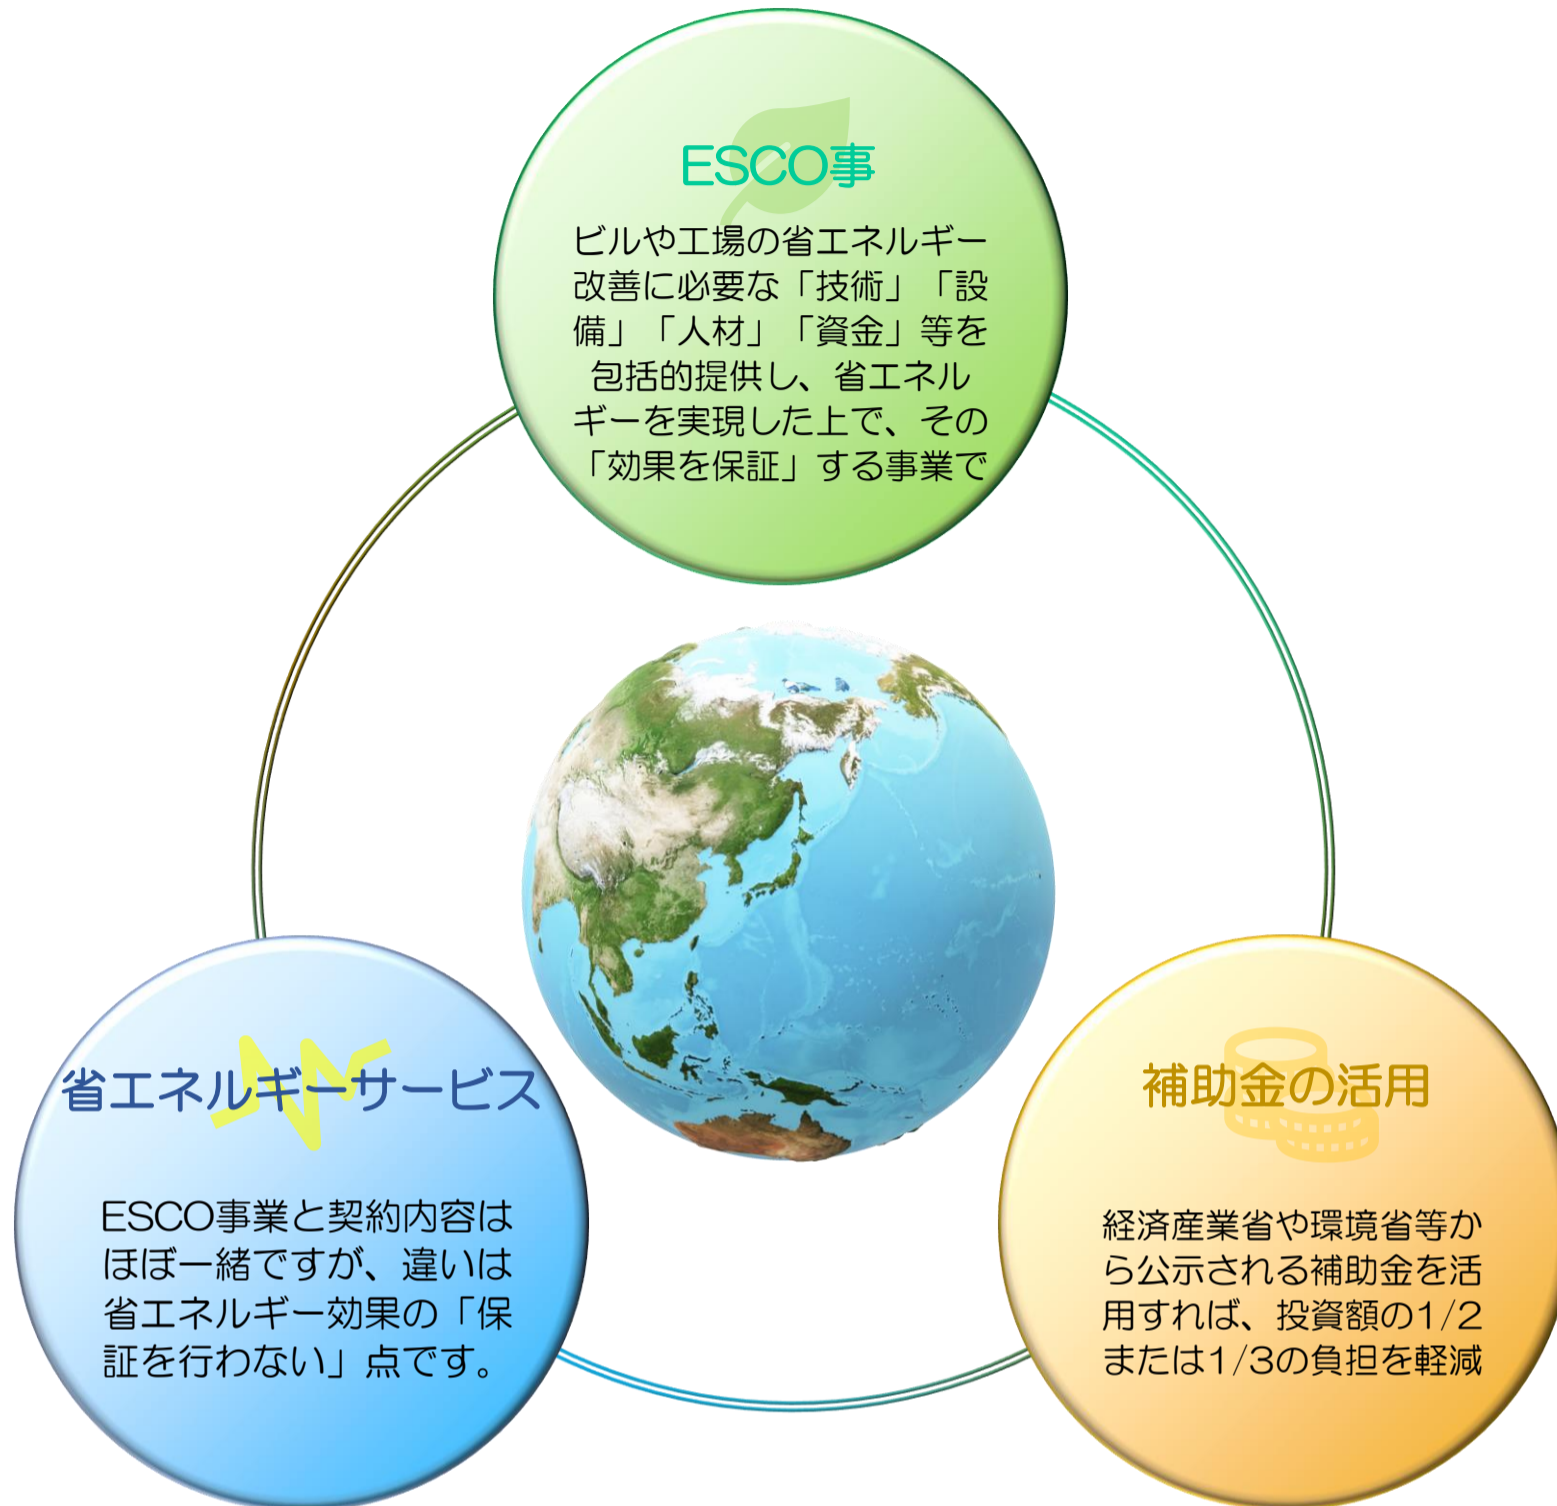 ESCO事
ビルや工場の省エネルギー
改善に必要な「技術」「設
備」「人材」「資金」等を
包括的提供し、省エネル
ギーを実現した上で、その
「効果を保証」する事業で
省エネルギーサービス
ESCO事業と契約内容は
ほぼ一緒ですが、違いは
省エネルギー効果の「保
証を行わない」点です。
補助金の活用
経済産業省や環境省等か
ら公示される補助金を活
用すれば、投資額の1/2
または1/3の負担を軽減